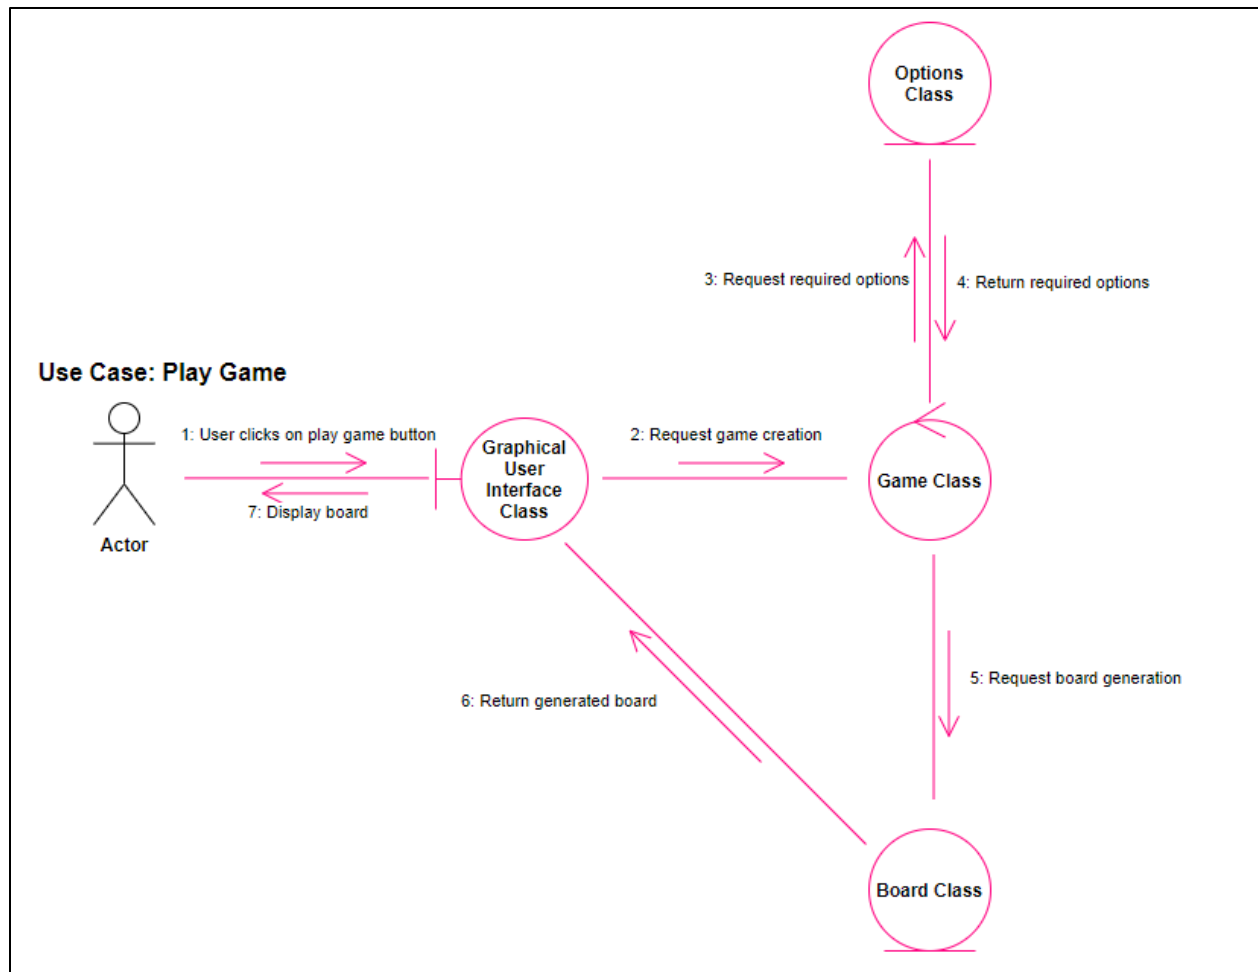 Options
Class
3: Request required options
4: Return required options
Use Case: Play Game
1: User clicks on play game button
2: Request game creation
Graphical
User
Interface
Class
Game Class
7: Display board
Actor
5: Request board generation
6: Return generated board
Board Class